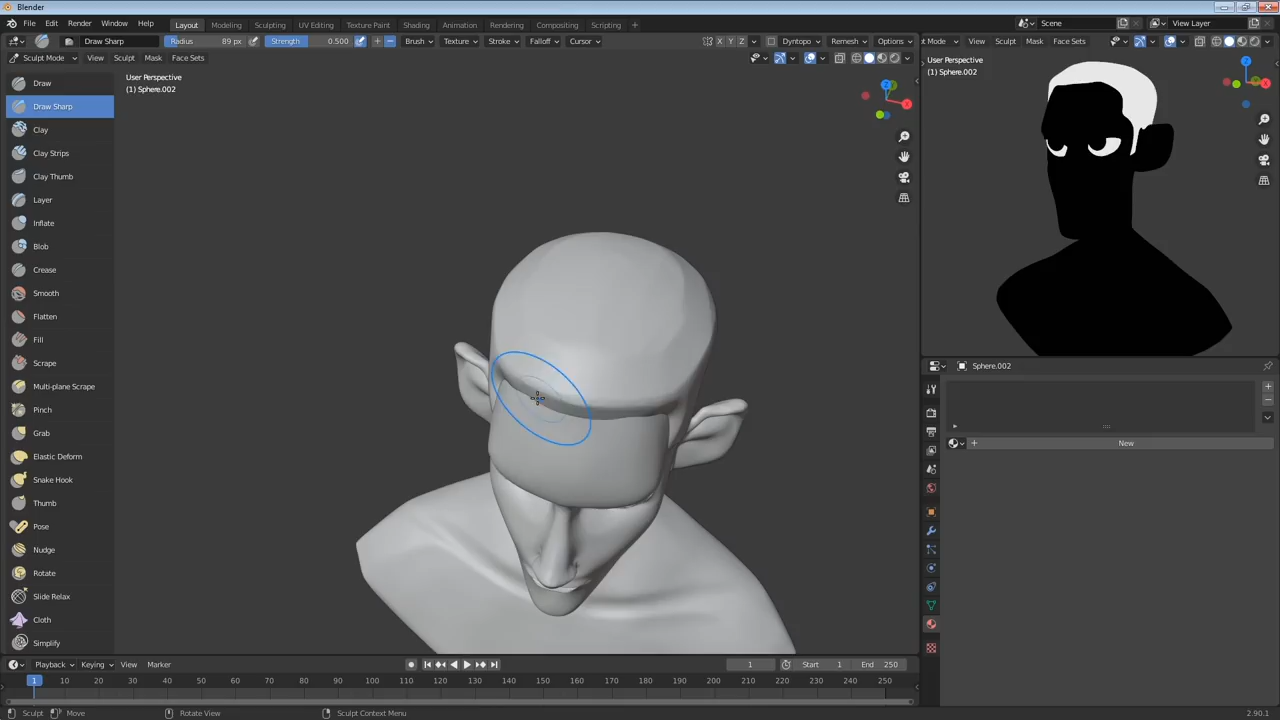 Blender
File Edit Render Window Help Layout Modeling Sculpting UV Editing Texture Paint Shading Animation Rendering Compositing Scripting + Scene View Layer
Draw Sharp Radius 89 px Strength 0.500 Brush Texture Stroke Falloff Cursor X Y Z Dyntopo Remesh Options
t Mode View Sculpt Mask Face Sets
Sculpt Mode View Sculpt Mask Face Sets
User Perspective
(1) Sphere.002
User Perspective
(1) Sphere.002
Draw
Draw Sharp
Clay
Clay Strips
Clay Thumb
Layer
Inflate
Blob
Crease
Smooth
Flatten
Fill
Scrape
Multi-plane Scrape
Pinch
Grab
Elastic Deform
Snake Hook
Thumb
Pose
Nudge
Rotate
Slide Relax
Cloth
Simplify
X
X
Sphere.002
New
Playback Keying View Marker 1 Start 1 End 250
1 10 20 30 40 50 60 70 80 90 100 110 120 130 140 150 160 170 180 190 200 210 220 230 240 250
Sculpt Move Rotate View Sculpt Context Menu 2.90.1